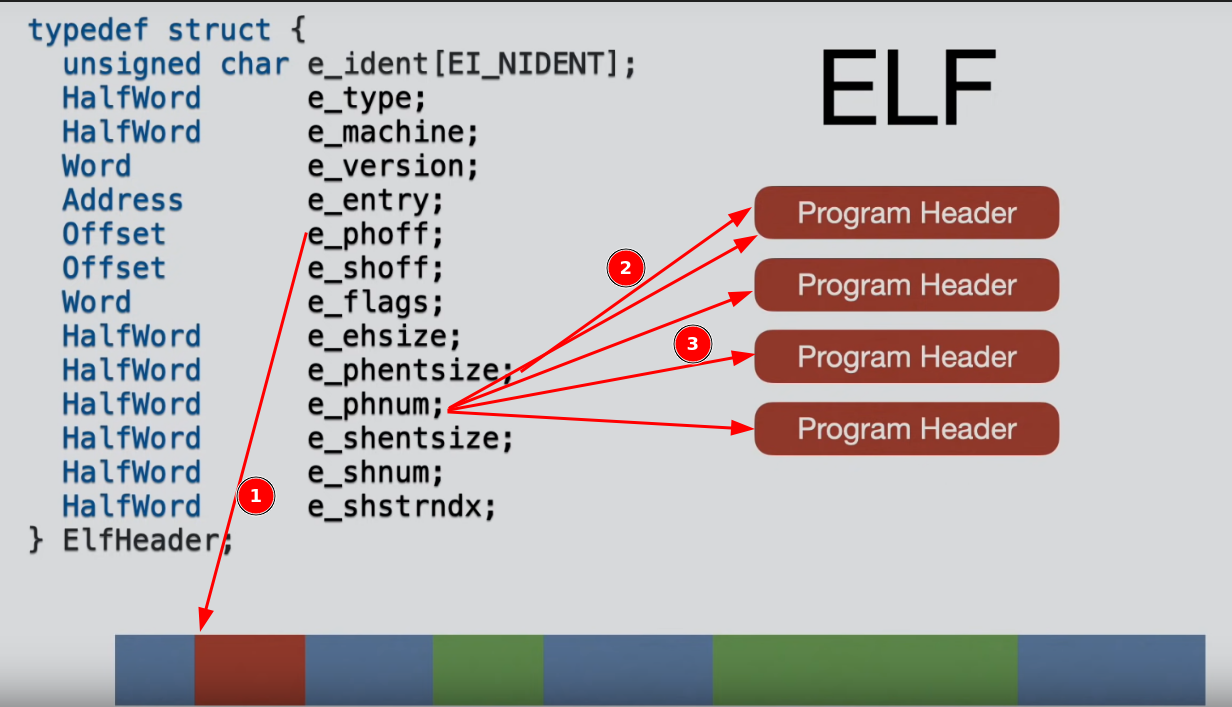 typedef struct {
unsigned char e_ident[EI_NIDENT];
HalfWord e_type;
HalfWord e_machine;
Word e_version;
Address e_entry;
Offset e_phoff;
Offset e_shoff;
Word e_flags;
HalfWord e_ehsize;
HalfWord e_phentsize;
HalfWord e_phnum;
HalfWord e_shentsize;
HalfWord e_shnum;
HalfWord e_shstrndx;
} ElfHeader;
ELF
Program Header
Program Header
Program Header
Program Header
2
3
1